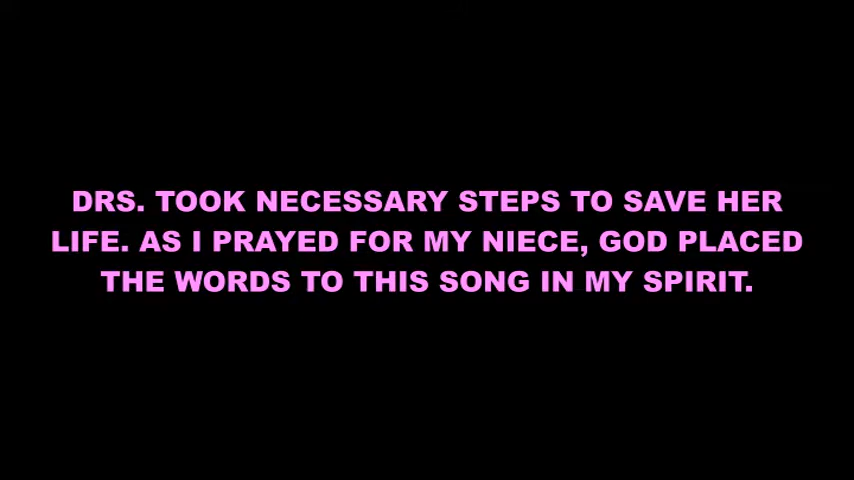 DRS. TOOK NECESSARY STEPS TO SAVE HER
LIFE. AS I PRAYED FOR MY NIECE, GOD PLACED
THE WORDS TO THIS SONG IN MY SPIRIT.